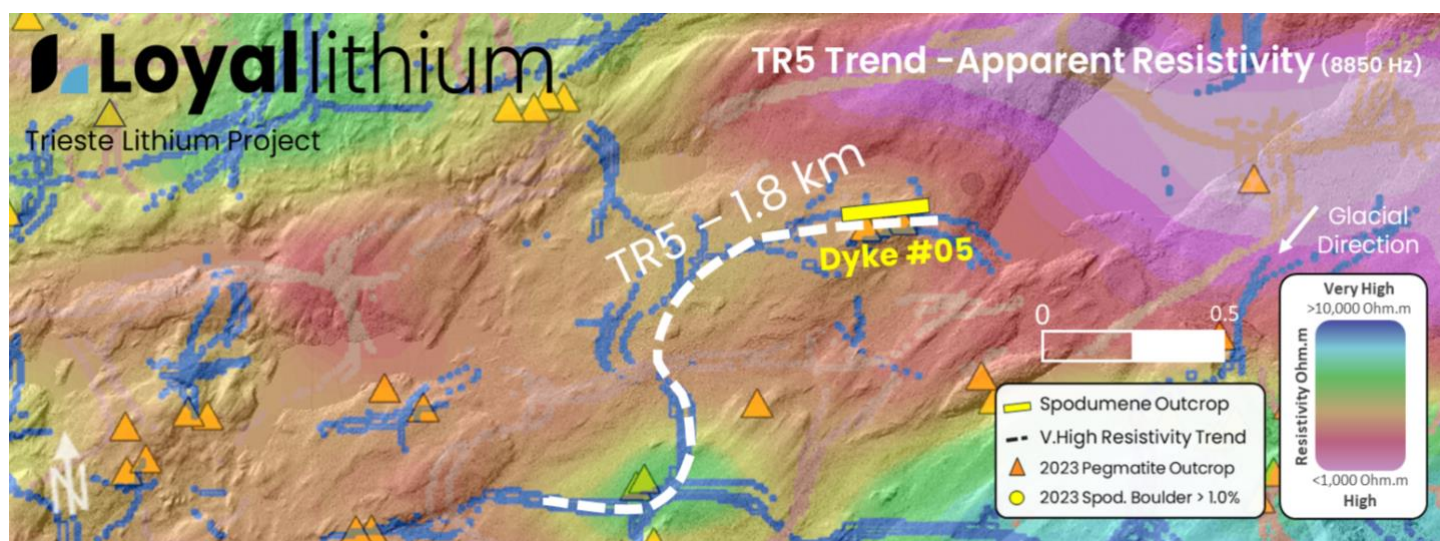 Loyal lithium
Trieste Lithium Project
TR5 Trend -Apparent Resistivity (8850 Hz)
TR5 – 1.8 km
Dyke #05
Glacial
Direction
0 0.5
N
Spodumene Outcrop
V.High Resistivity Trend
2023 Pegmatite Outcrop
2023 Spod. Boulder > 1.0%
Very High
>10,000 Ohm.m
Resistivity Ohm.m
<1,000 Ohm.m
High